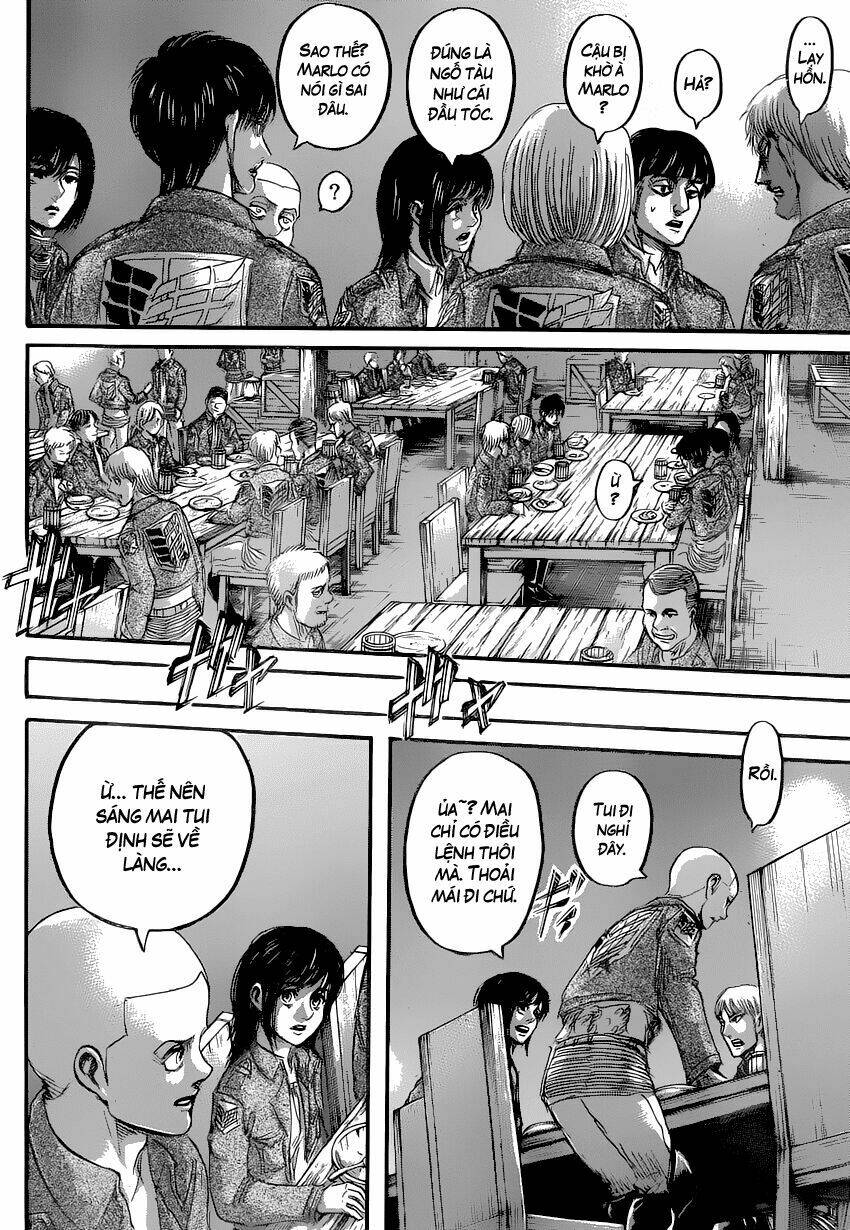 ...
LẠY
HỒN.
HẢ?
CẬU BỊ
KHỜ À
MARLO
?
ĐÚNG LÀ
NGỐ TÀU
NHƯ CÁI
ĐẦU TÓC.
SAO THẾ?
MARLO CÓ
NÓI GÌ SAI
ĐÂU.
?
Ừ
?
RỒI.
TUI ĐI
NGHỈ
ĐÂY.
ỦA~? MAI
CHỈ CÓ ĐIỀU
LỆNH THÔI
MÀ. THOẢI
MÁI ĐI CHỨ.
Ừ... THẾ NÊN
SÁNG MAI TUI
ĐỊNH SẼ VỀ
LÀNG...